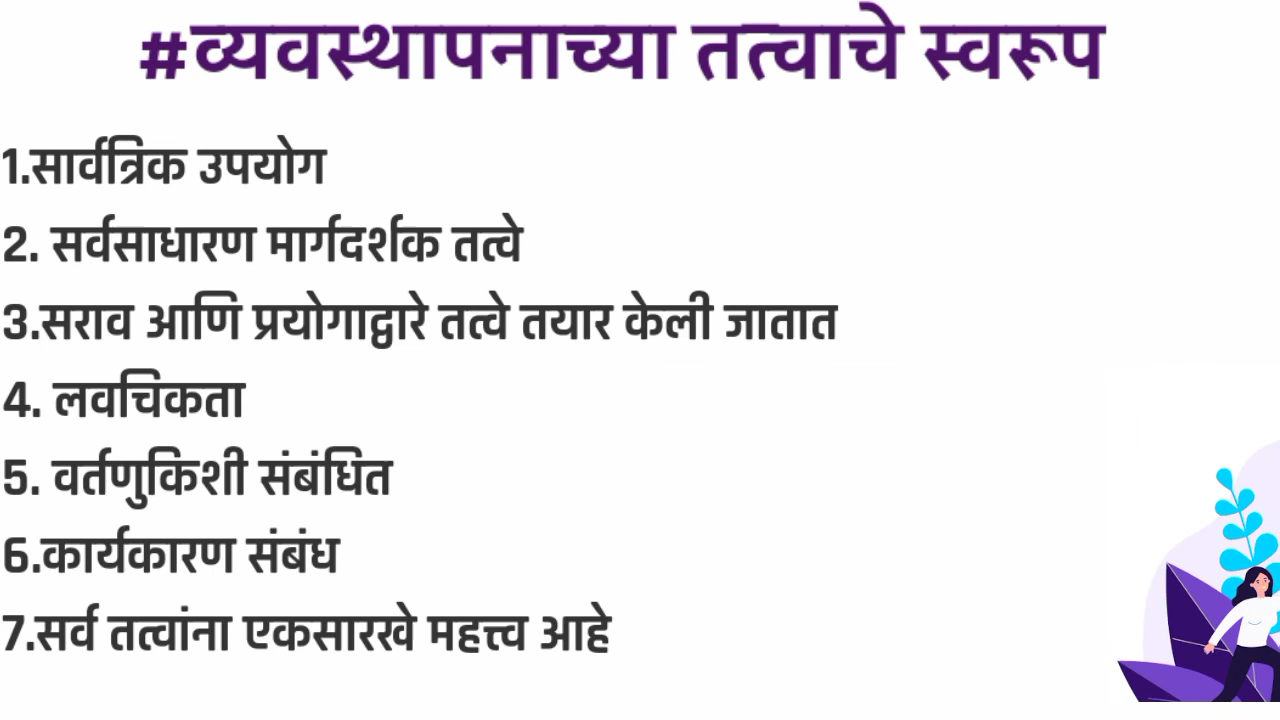 #व्यवस्थापनाच्या तत्वाचे स्वरूप
1.सार्वत्रिक उपयोग
2. सर्वसाधारण मार्गदर्शक तत्वे
3.सराव आणि प्रयोगाद्वारे तत्वे तयार केली जातात
4. लवचिकता
5. वर्तणुकिशी संबंधित
6.कार्यकारण संबंध
7.सर्व तत्वांना एकसारखे महत्त्व आहे